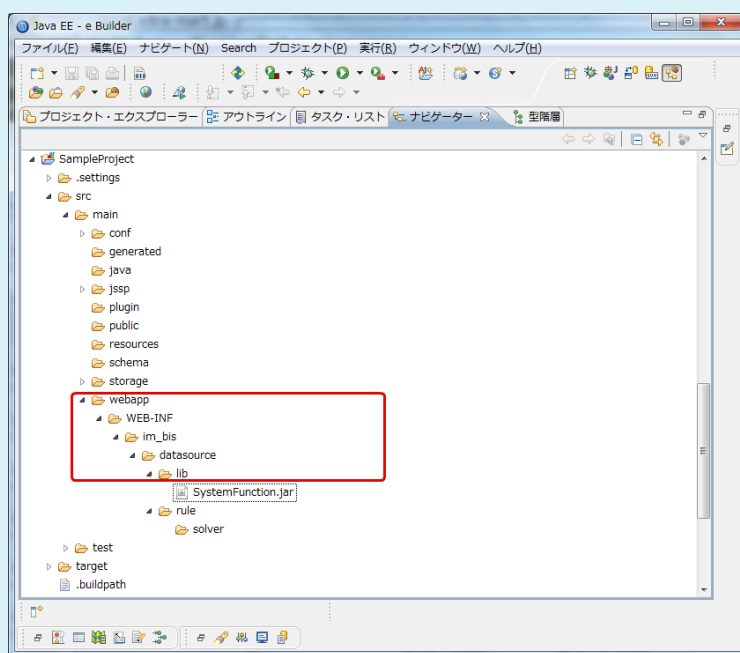 Java EE - e Builder
ファイル(F) 編集(E) ナビゲート(N) Search プロジェクト(P) 実行(R) ウィンドウ(W) ヘルプ(H)
プロジェクト・エクスプローラー アウトライン タスク・リスト ナビゲーター 型階層
SampleProject
.settings
src
main
conf
generated
java
jssp
plugin
public
resources
schema
storage
webapp
WEB-INF
im_bis
datasource
lib
SystemFunction.jar
rule
solver
test
target
.buildpath